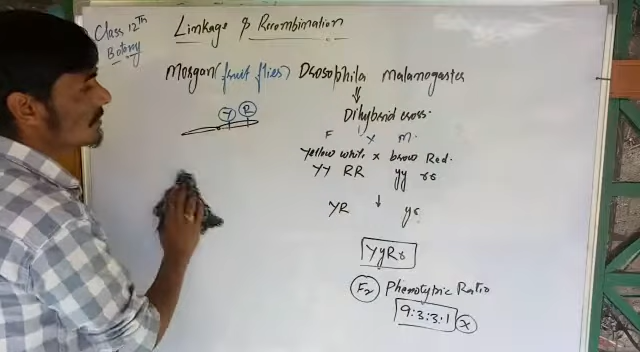 Class 12th
Botany
Linkage & Recombination
Morgan (fruit flies) Drosophila Malanogaster
Y R
Dihybrid cross.
F x M.
Yellow white x brow Red.
YY RR yy rr
YR yr
YyRr
F2 Phenotypic Ratio
9:3:3:1 x